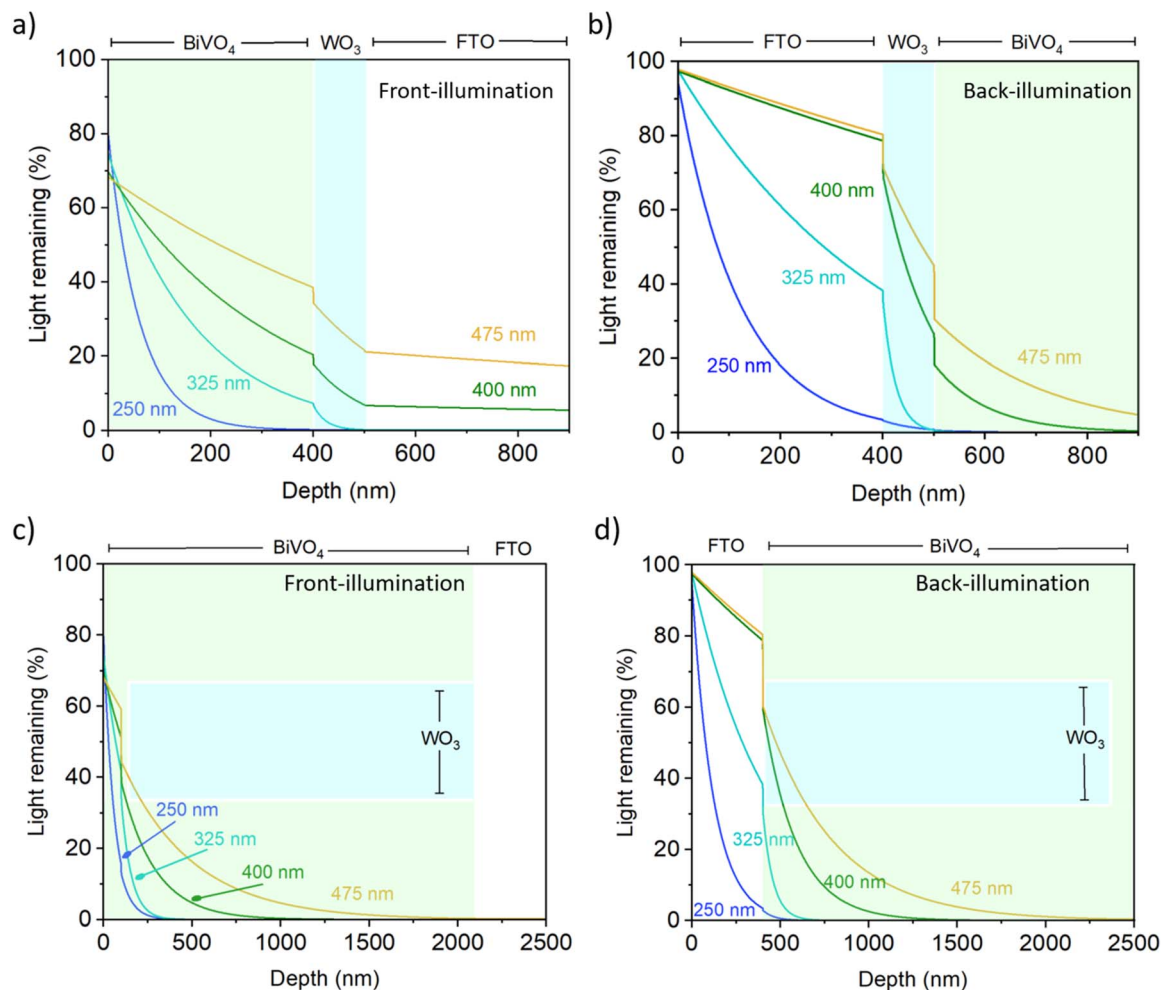 a)
BiVO₄ WO₃ FTO
Front-illumination
100
80
60
40
20
0
Light remaining (%)
475 nm
400 nm
325 nm
250 nm
0 200 400 600 800
Depth (nm)
b)
FTO WO₃ BiVO₄
Back-illumination
100
80
60
40
20
0
Light remaining (%)
400 nm
325 nm
250 nm
475 nm
0 200 400 600 800
Depth (nm)
c)
BiVO₄ FTO
Front-illumination
100
80
60
40
20
0
Light remaining (%)
WO₃
250 nm
325 nm
400 nm
475 nm
0 500 1000 1500 2000 2500
Depth (nm)
d)
FTO BiVO₄
Back-illumination
100
80
60
40
20
0
Light remaining (%)
WO₃
325 nm
400 nm
475 nm
250 nm
0 500 1000 1500 2000 2500
Depth (nm)